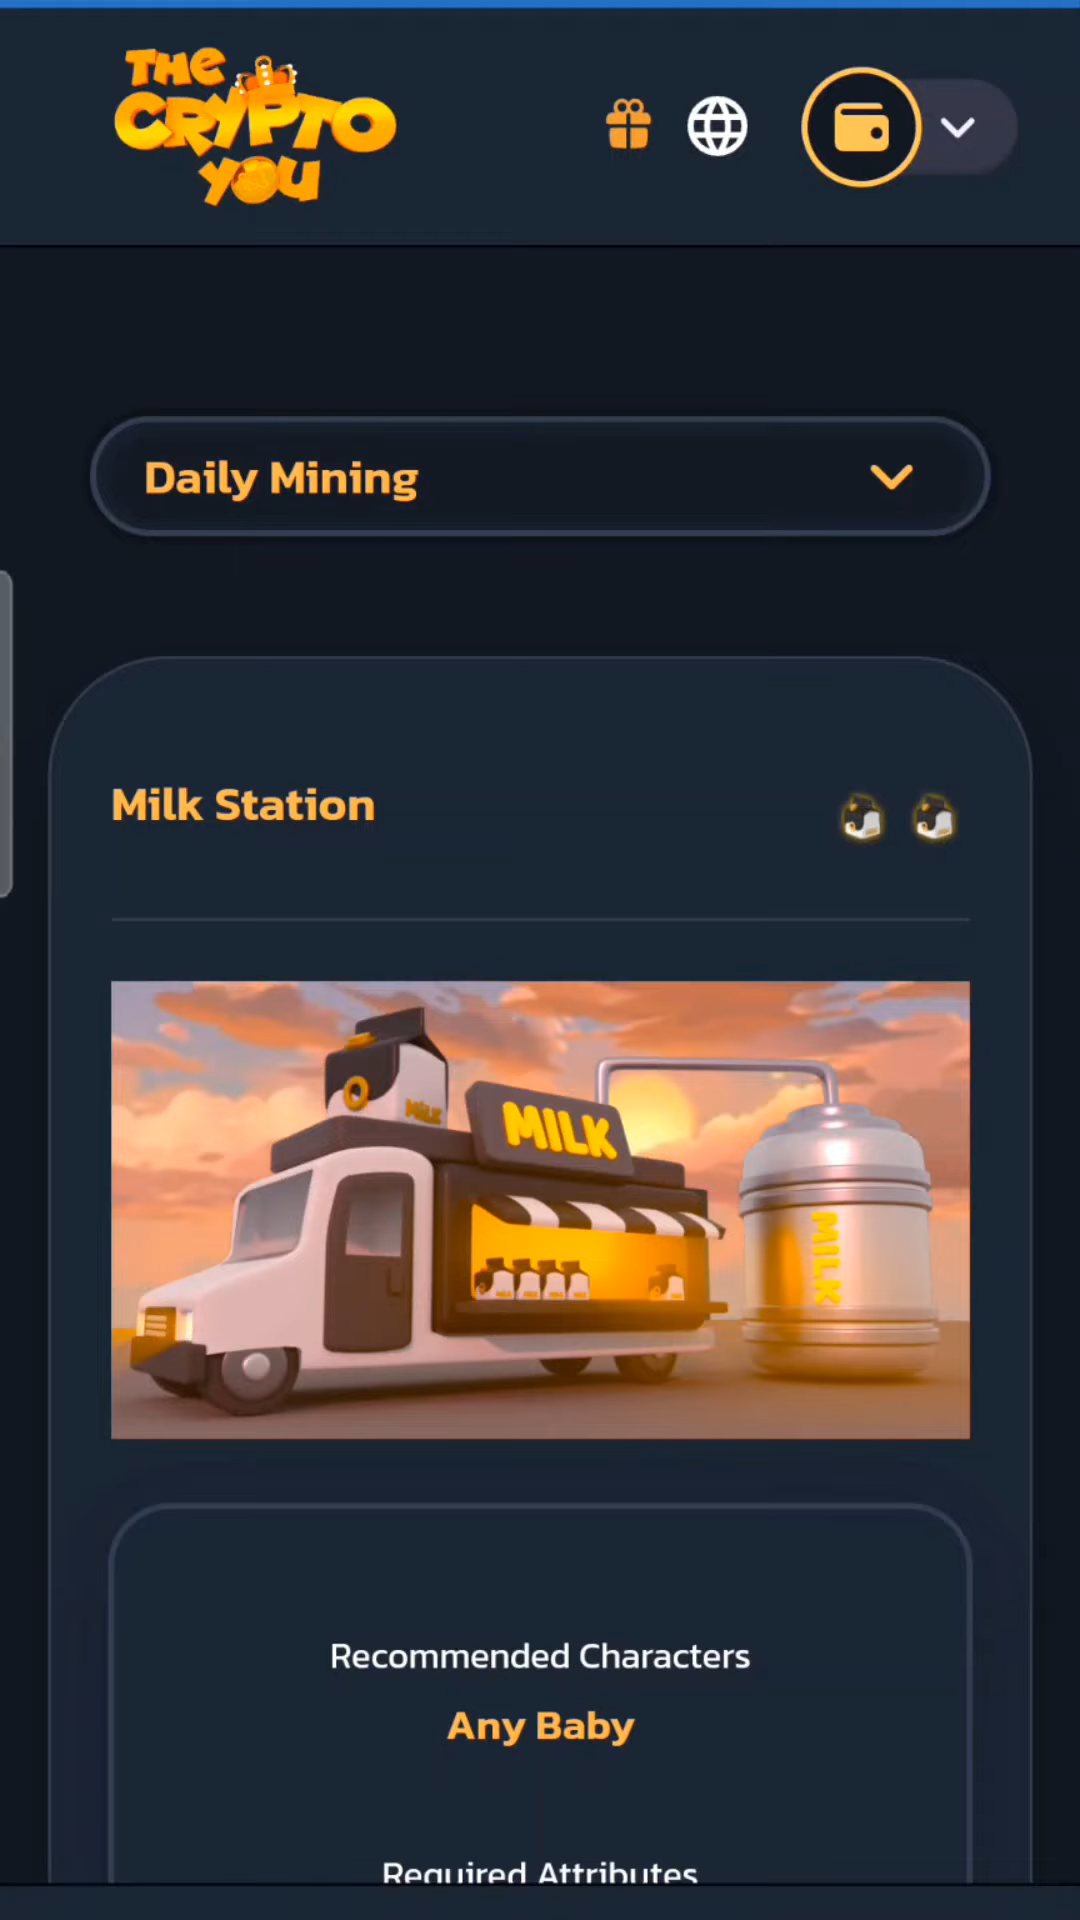 THE
CRYPTO
YOU
Daily Mining
Milk Station
MILK
MILK
MILK
Recommended Characters
Any Baby
Required Attributes